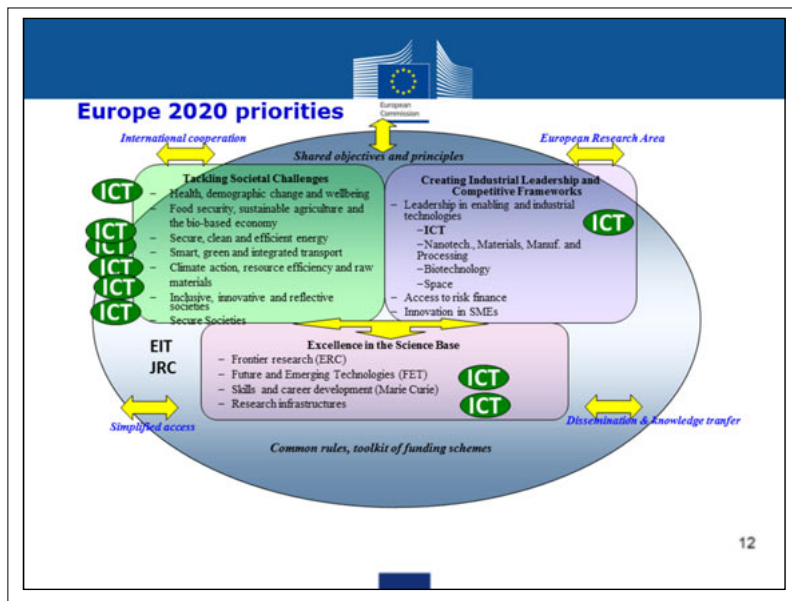 European
Commission
Europe 2020 priorities
International cooperation
European Research Area
Shared objectives and principles
Tackling Societal Challenges
– Health, demographic change and wellbeing
Food security, sustainable agriculture and
the bio-based economy
– Secure, clean and efficient energy
– Smart, green and integrated transport
– Climate action, resource efficiency and raw
materials
– Inclusive, innovative and reflective
societies
– Secure Societies
ICT
ICT
ICT
ICT
ICT
ICT
Creating Industrial Leadership and
Competitive Frameworks
– Leadership in enabling and industrial
technologies
–ICT
–Nanotech., Materials, Manuf. and
Processing
–Biotechnology
–Space
– Access to risk finance
– Innovation in SMEs
ICT
EIT
JRC
Excellence in the Science Base
– Frontier research (ERC)
– Future and Emerging Technologies (FET)
– Skills and career development (Marie Curie)
– Research infrastructures
ICT
ICT
Simplified access
Dissemination & knowledge tranfer
Common rules, toolkit of funding schemes
12